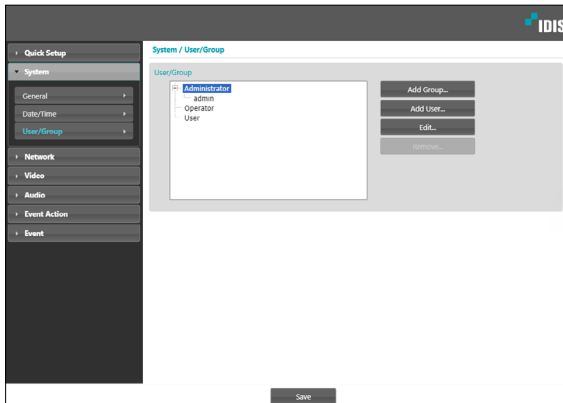 IDIS
Quick Setup
System
General
Date/Time
User/Group
Network
Video
Audio
Event Action
Event
System / User/Group
User/Group
Administrator
admin
Operator
User
Add Group...
Add User...
Edit...
Remove...
Save